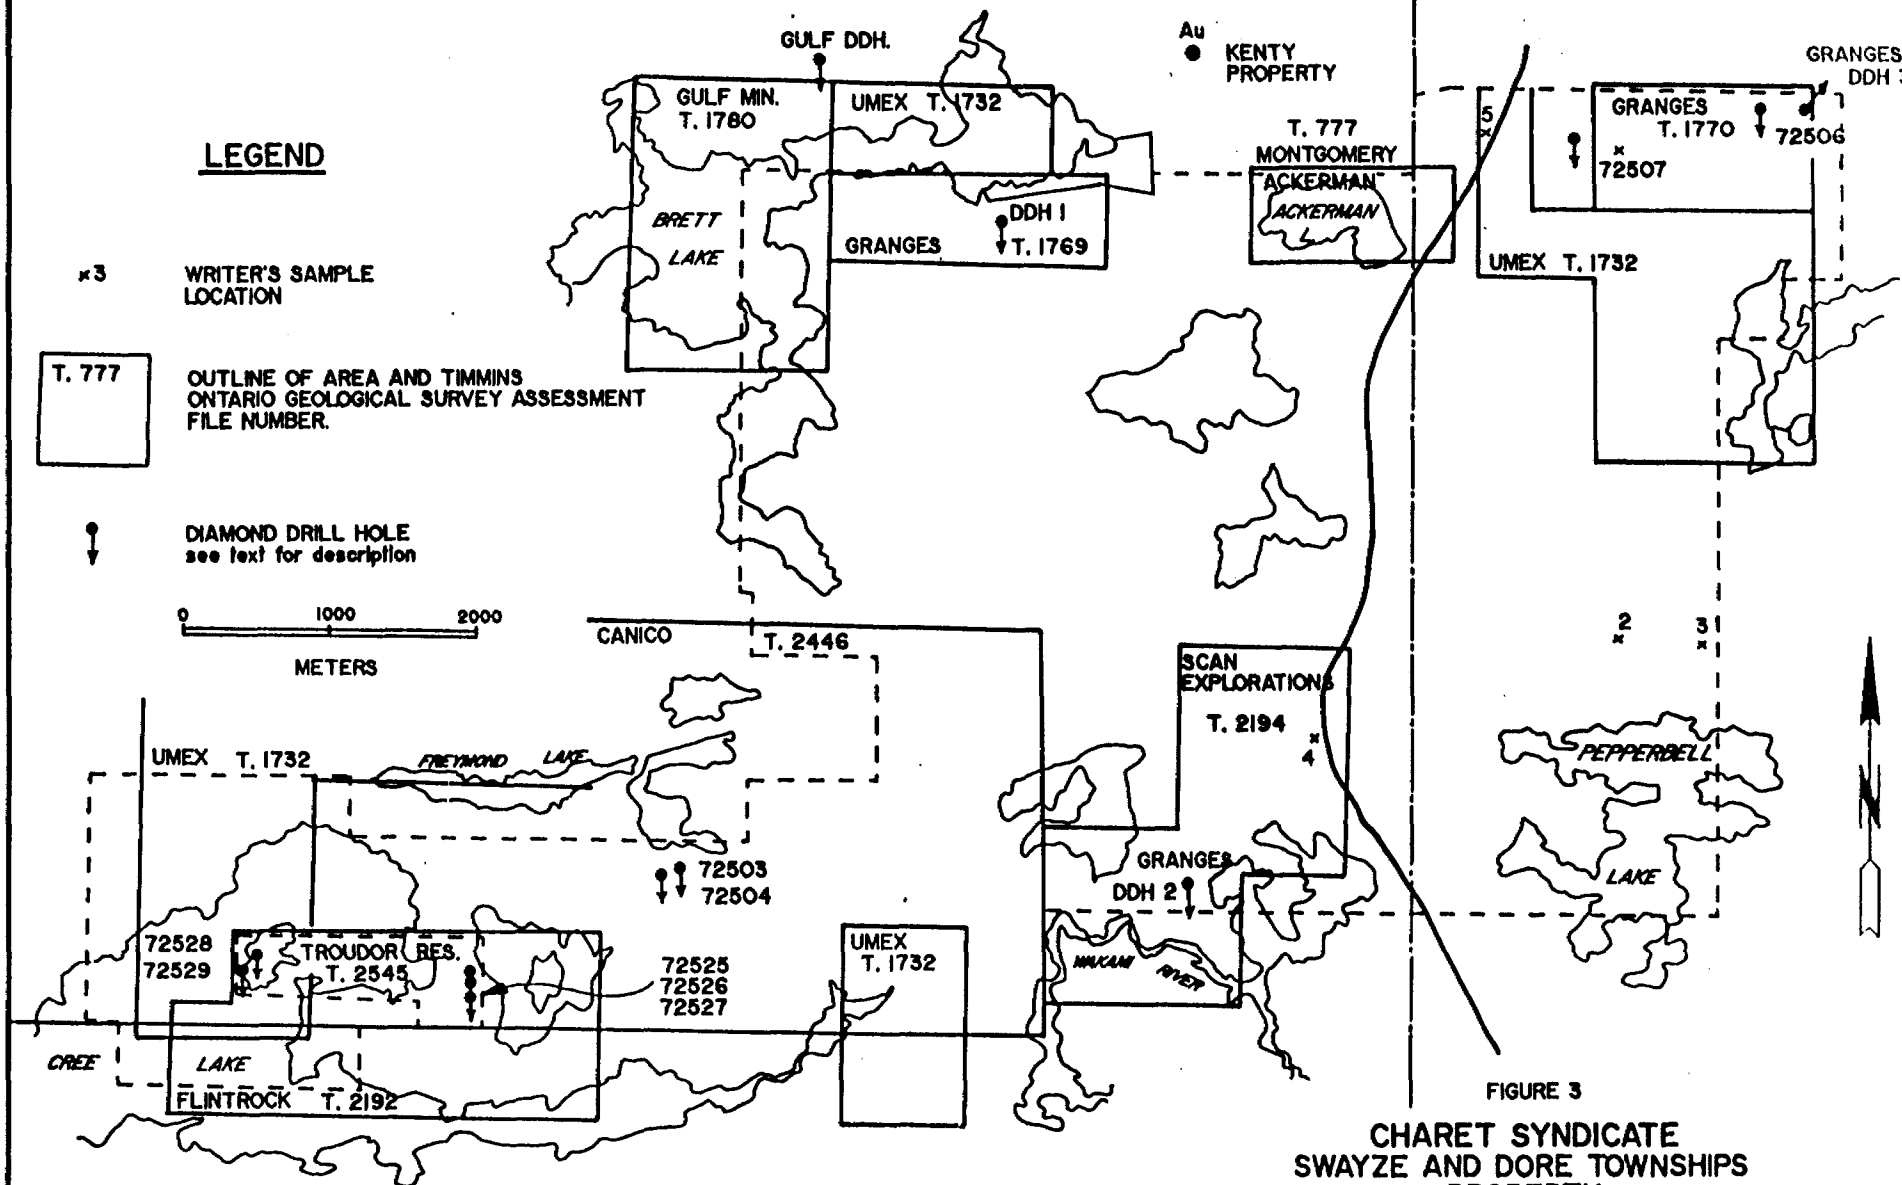 GULF DDH.
Au
KENTY
PROPERTY
GRANGES
DDH
GULF MIN.
T. 1780
UMEX T. 1732
5
GRANGES
T. 1770
72506
72507
LEGEND
T. 777
MONTGOMERY
ACKERMAN
ACKERMAN
L.
BRETT
LAKE
DDH 1
GRANGES
T. 1769
UMEX T. 1732
x3
WRITER'S SAMPLE
LOCATION
T. 777
OUTLINE OF AREA AND TIMMINS
ONTARIO GEOLOGICAL SURVEY ASSESSMENT
FILE NUMBER.
DIAMOND DRILL HOLE
see text for description
0 1000 2000
METERS
CANICO
T. 2446
2
3
SCAN
EXPLORATIONS
T. 2194
4
UMEX T. 1732
FREYMOND LAKE
PEPPERBELL
LAKE
N
72503
72504
GRANGES
DDH 2
72528
72529
TROUDOR RES.
T. 2545
72525
72526
72527
UMEX
T. 1732
WAKAMI
RIVER
CREE
LAKE
FLINTROCK T. 2192
FIGURE 3
CHARET SYNDICATE
SWAYZE AND DORE TOWNSHIPS